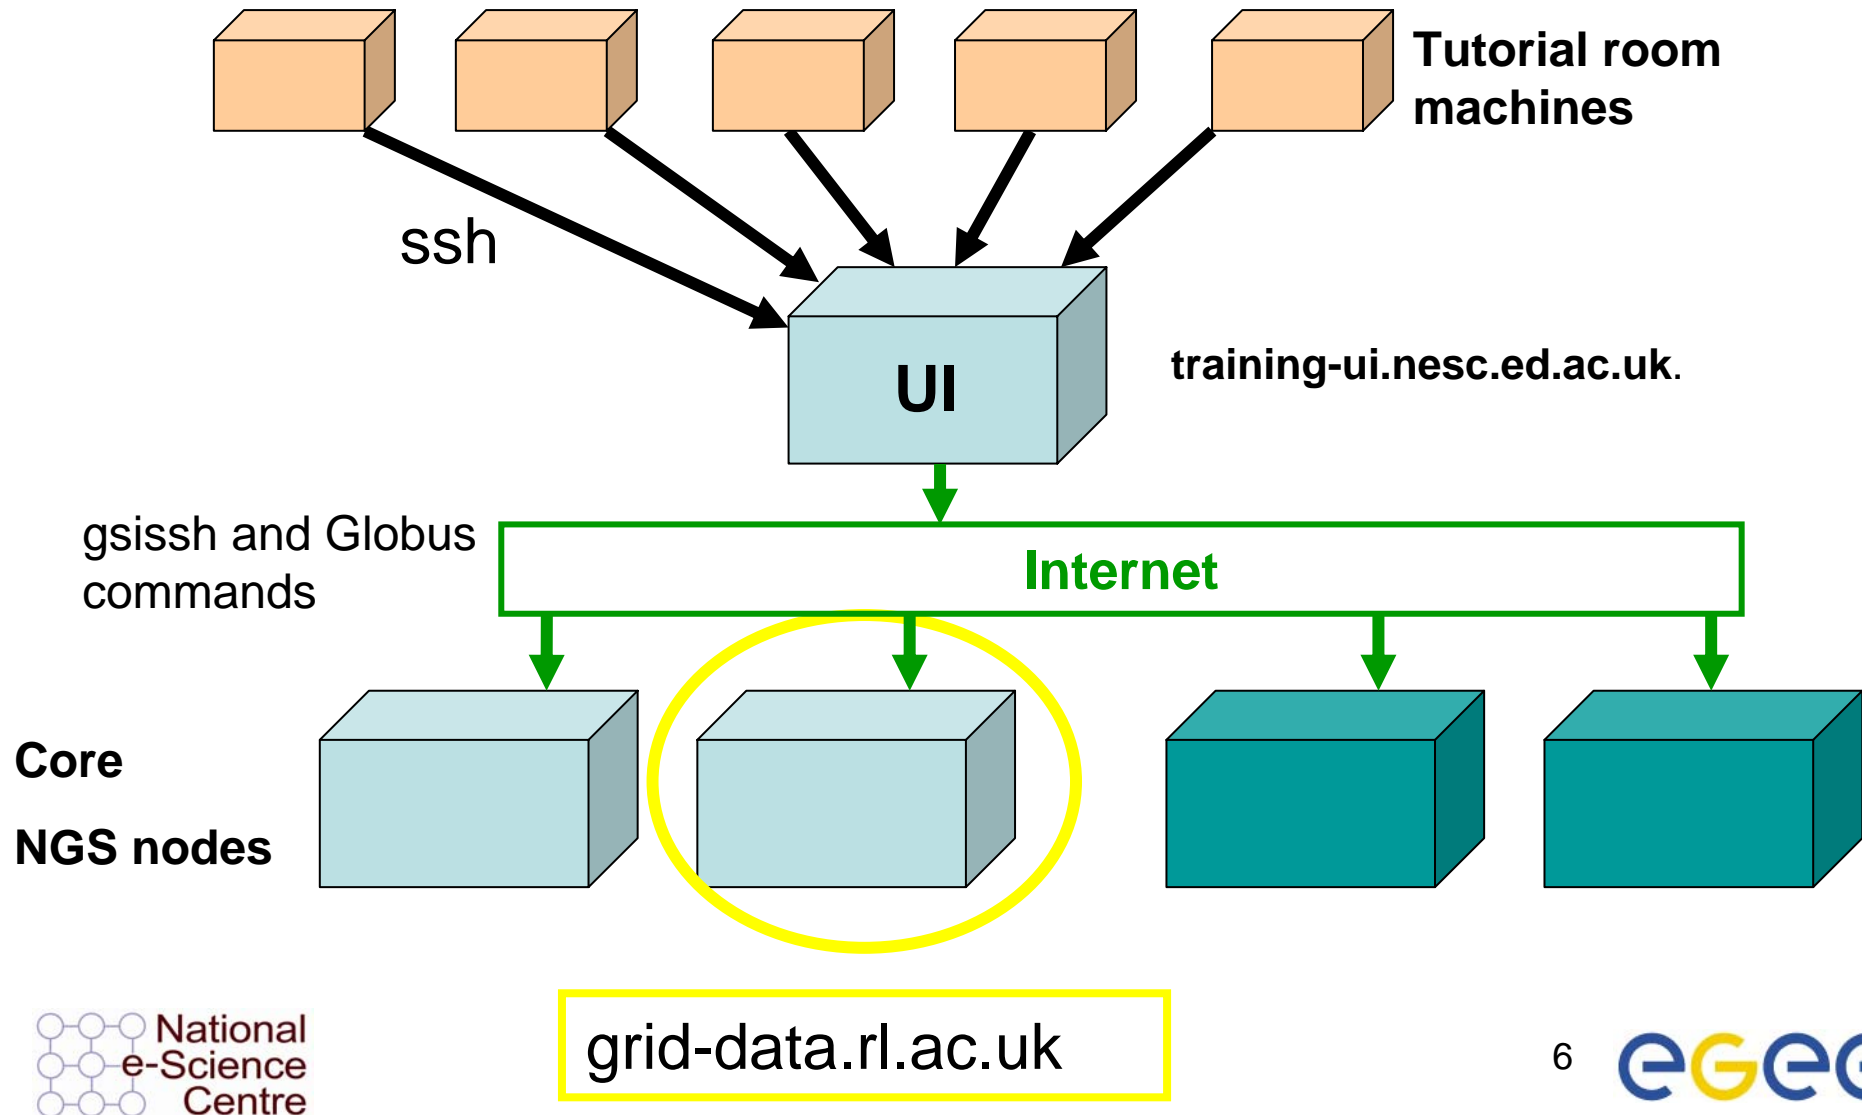 Tutorial room
machines
ssh
UI
training-ui.nesc.ed.ac.uk.
gsissh and Globus
commands
Internet
Core
NGS nodes
National
e-Science
Centre
grid-data.rl.ac.uk
6
egee